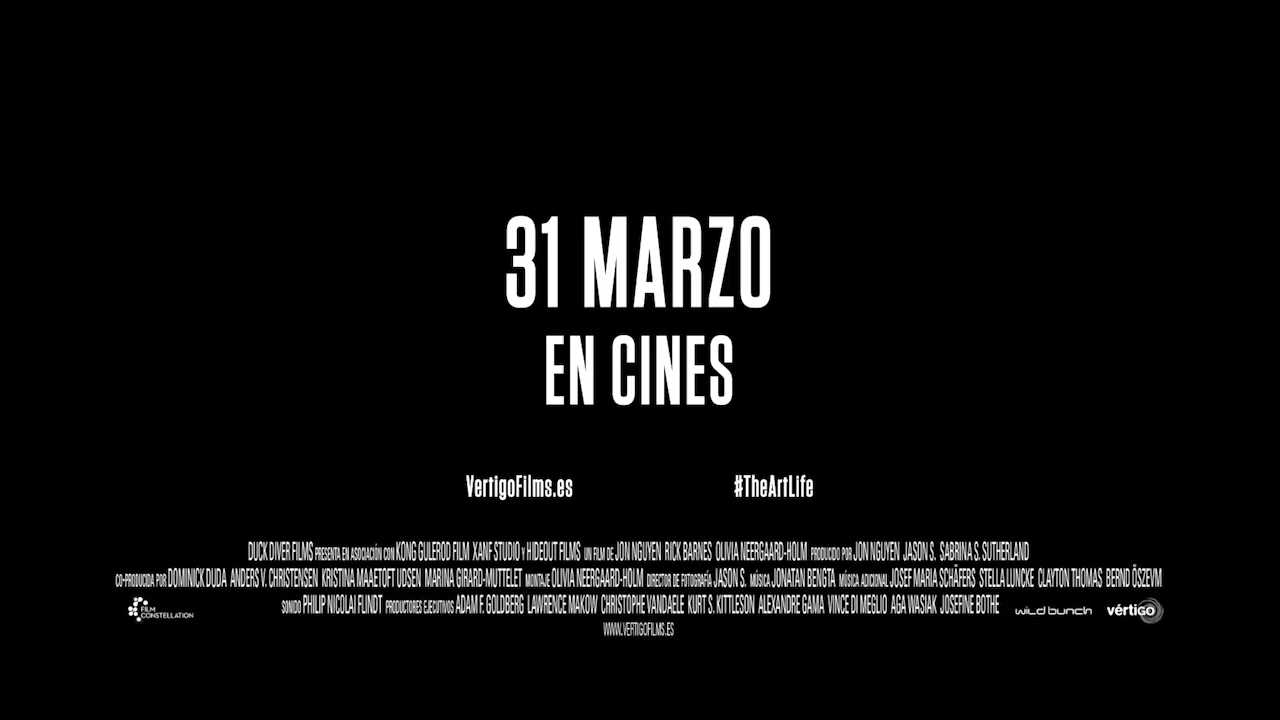 31 MARZO
EN CINES
VertigoFilms.es #TheArtLife
DUCK DIVER FILMS PRESENTA EN ASOCIACIÓN CON KONG GULEROD FILM XANF STUDIO Y HIDEOUT FILMS UN FILM DE JON NGUYEN RICK BARNES OLIVIA NEERGAARD-HOLM PRODUCIDO POR JON NGUYEN JASON S. SABRINA S. SUTHERLAND
CO-PRODUCIDA POR DOMINICK DUDA ANDERS V. CHRISTENSEN KRISTINA MAAETOFT UDSEN MARINA GIRARD-MUTTELET MONTAJE OLIVIA NEERGAARD-HOLM DIRECTOR DE FOTOGRAFÍA JASON S. MÚSICA JONATAN BENGTA MÚSICA ADICIONAL JOSEF MARIA SCHÄFERS STELLA LUNCKE CLAYTON THOMAS BERND ÖSZEVM
SONIDO PHILIP NICOLAI FLINDT PRODUCTORES EJECUTIVOS ADAM F. GOLDBERG LAWRENCE MAKOW CHRISTOPHE VANDAELE KURT S. KITTLESON ALEXANDRE GAMA VINCE DI MEGLIO AGA WASIAK JOSEFINE BOTHE
FILM
CONSTELLATION
wild bunch
vértigo
WWW.VERTIGOFILMS.ES